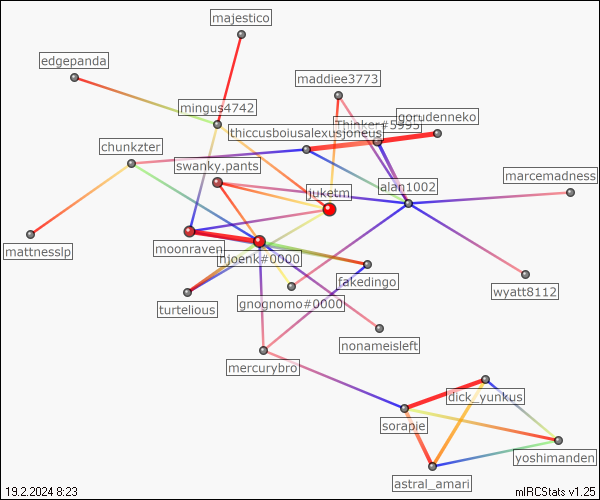 majestico
edgepanda
maddiee3773
mingus4742
gorudenneko
Thinker#5995
thiccusboiusalexusjoneus
chunkzter
swanky.pants
alan1002
marcemadness
juketm
mattnesslp
moonraven
njoenk#0000
fakedingo
wyatt8112
gnognomo#0000
turtelious
nonameisleft
mercurybro
dick_yunkus
sorapie
yoshimanden
astral_amari
19.2.2024 8:23
mIRCStats v1.25